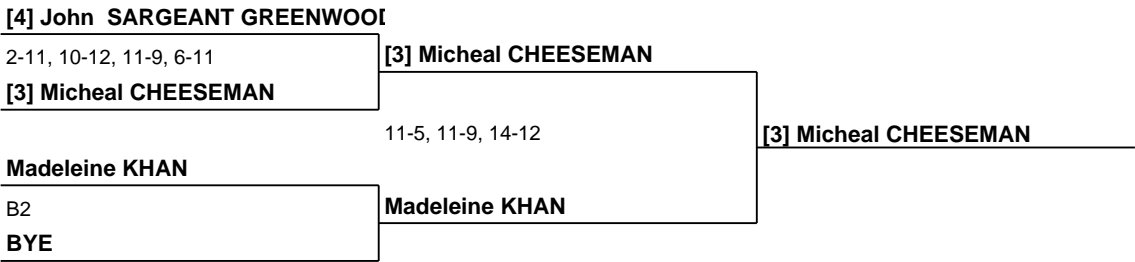 [4] John SARGEANT GREENWOOD
2-11, 10-12, 11-9, 6-11
[3] Micheal CHEESEMAN
[3] Micheal CHEESEMAN
11-5, 11-9, 14-12
[3] Micheal CHEESEMAN
Madeleine KHAN
B2
BYE
Madeleine KHAN